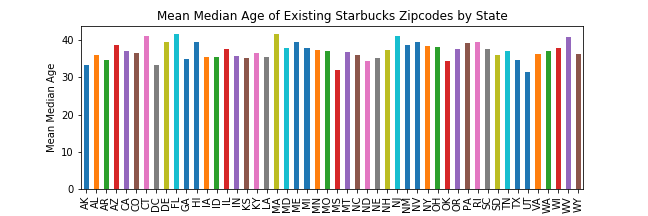 Mean Median Age of Existing Starbucks Zipcodes by State
Mean Median Age
40
30
20
10
0
AK AL AR AZ CA CO CT DC DE FL GA HI IA ID IL IN KS KY LA MA MD ME MI MN MO MS MT NC ND NE NH NJ NM NV NY OH OK OR PA RI SC SD TN TX UT VA WA WI WV WY